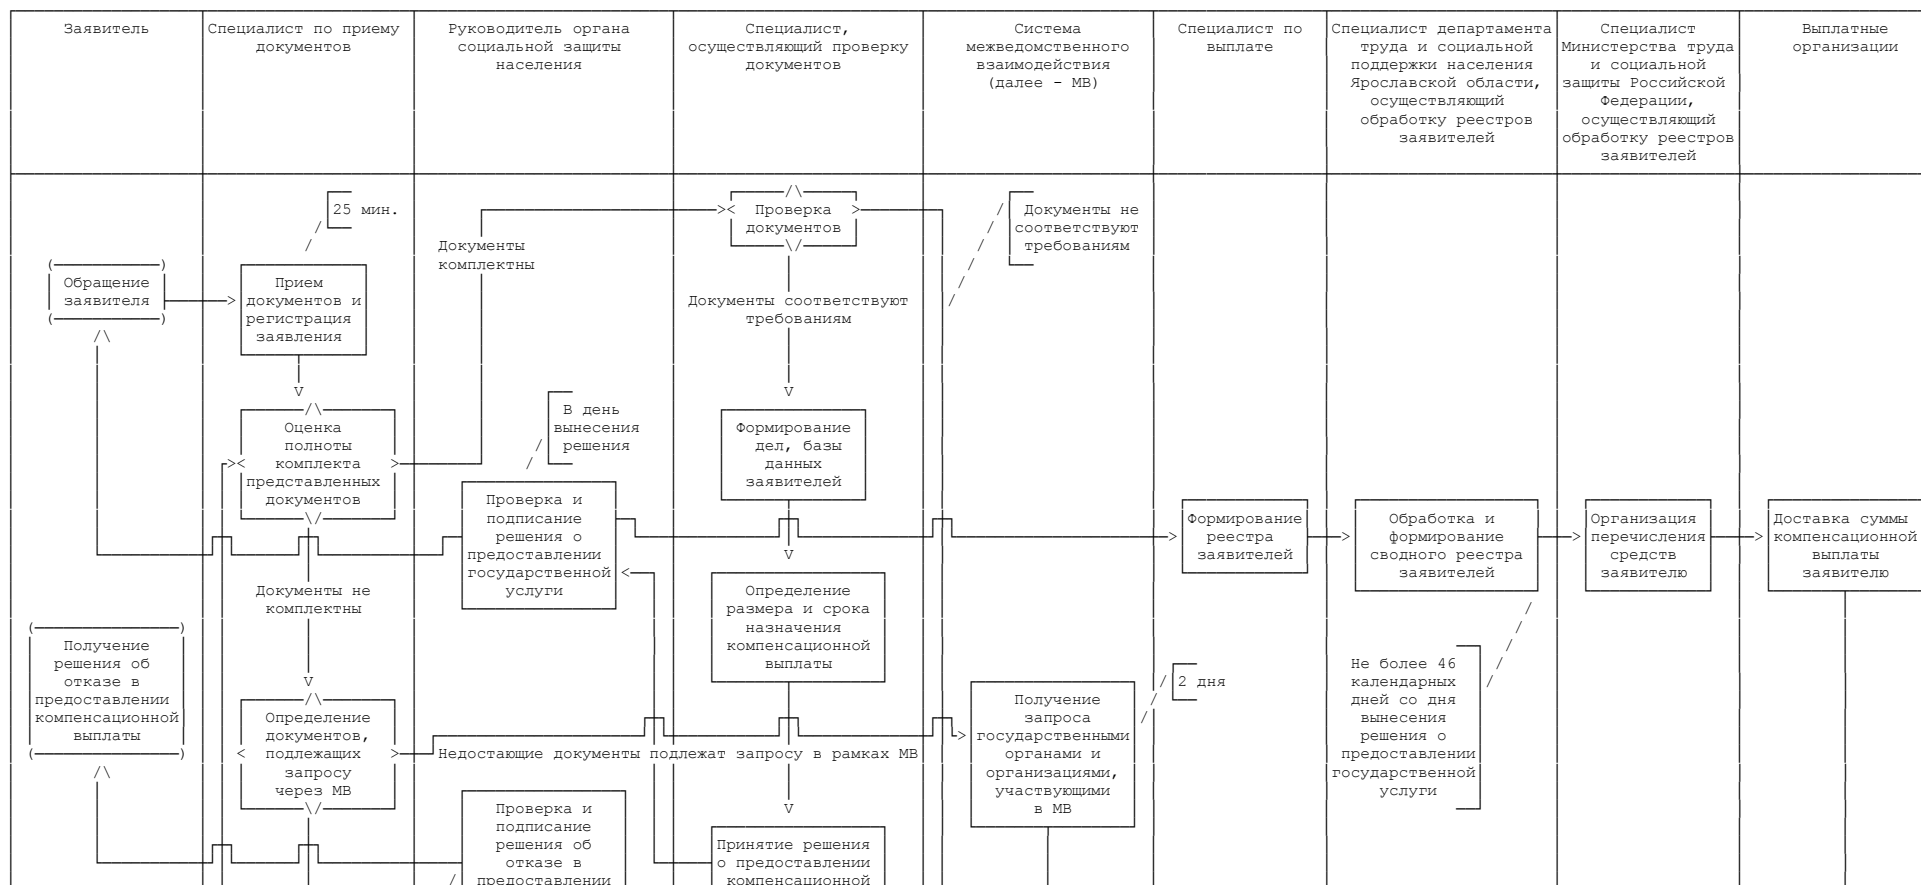 Заявитель
Специалист по приему
документов
Руководитель органа
социальной защиты
населения
Специалист,
осуществляющий проверку
документов
Система
межведомственного
взаимодействия
(далее - МВ)
Специалист по
выплате
Специалист департамента
труда и социальной
поддержки населения
Ярославской области,
осуществляющий
обработку реестров
заявителей
Специалист
Министерства труда
и социальной
защиты Российской
Федерации,
осуществляющий
обработку реестров
заявителей
Выплатные
организации
25 мин.
Проверка
документов
Документы не
соответствуют
требованиям
Документы
комплектны
Обращение
заявителя
Прием
документов и
регистрация
заявления
Документы соответствуют
требованиям
Оценка
полноты
комплекта
представленных
документов
В день
вынесения
решения
Формирование
дел, базы
данных
заявителей
Проверка и
подписание
решения о
предоставлении
государственной
услуги
Формирование
реестра
заявителей
Обработка и
формирование
сводного реестра
заявителей
Организация
перечисления
средств
заявителю
Доставка суммы
компенсационной
выплаты
заявителю
Документы не
комплектны
Определение
размера и срока
назначения
компенсационной
выплаты
Получение
решения об
отказе в
предоставлении
компенсационной
выплаты
2 дня
Не более 46
календарных
дней со дня
вынесения
решения о
предоставлении
государственной
услуги
Определение
документов,
подлежащих
запросу
через МВ
Недостающие документы подлежат запросу в рамках МВ
Получение
запроса
государственными
органами и
организациями,
участвующими
в МВ
Проверка и
подписание
решения об
отказе в
предоставлении
Принятие решения
о предоставлении
компенсационной